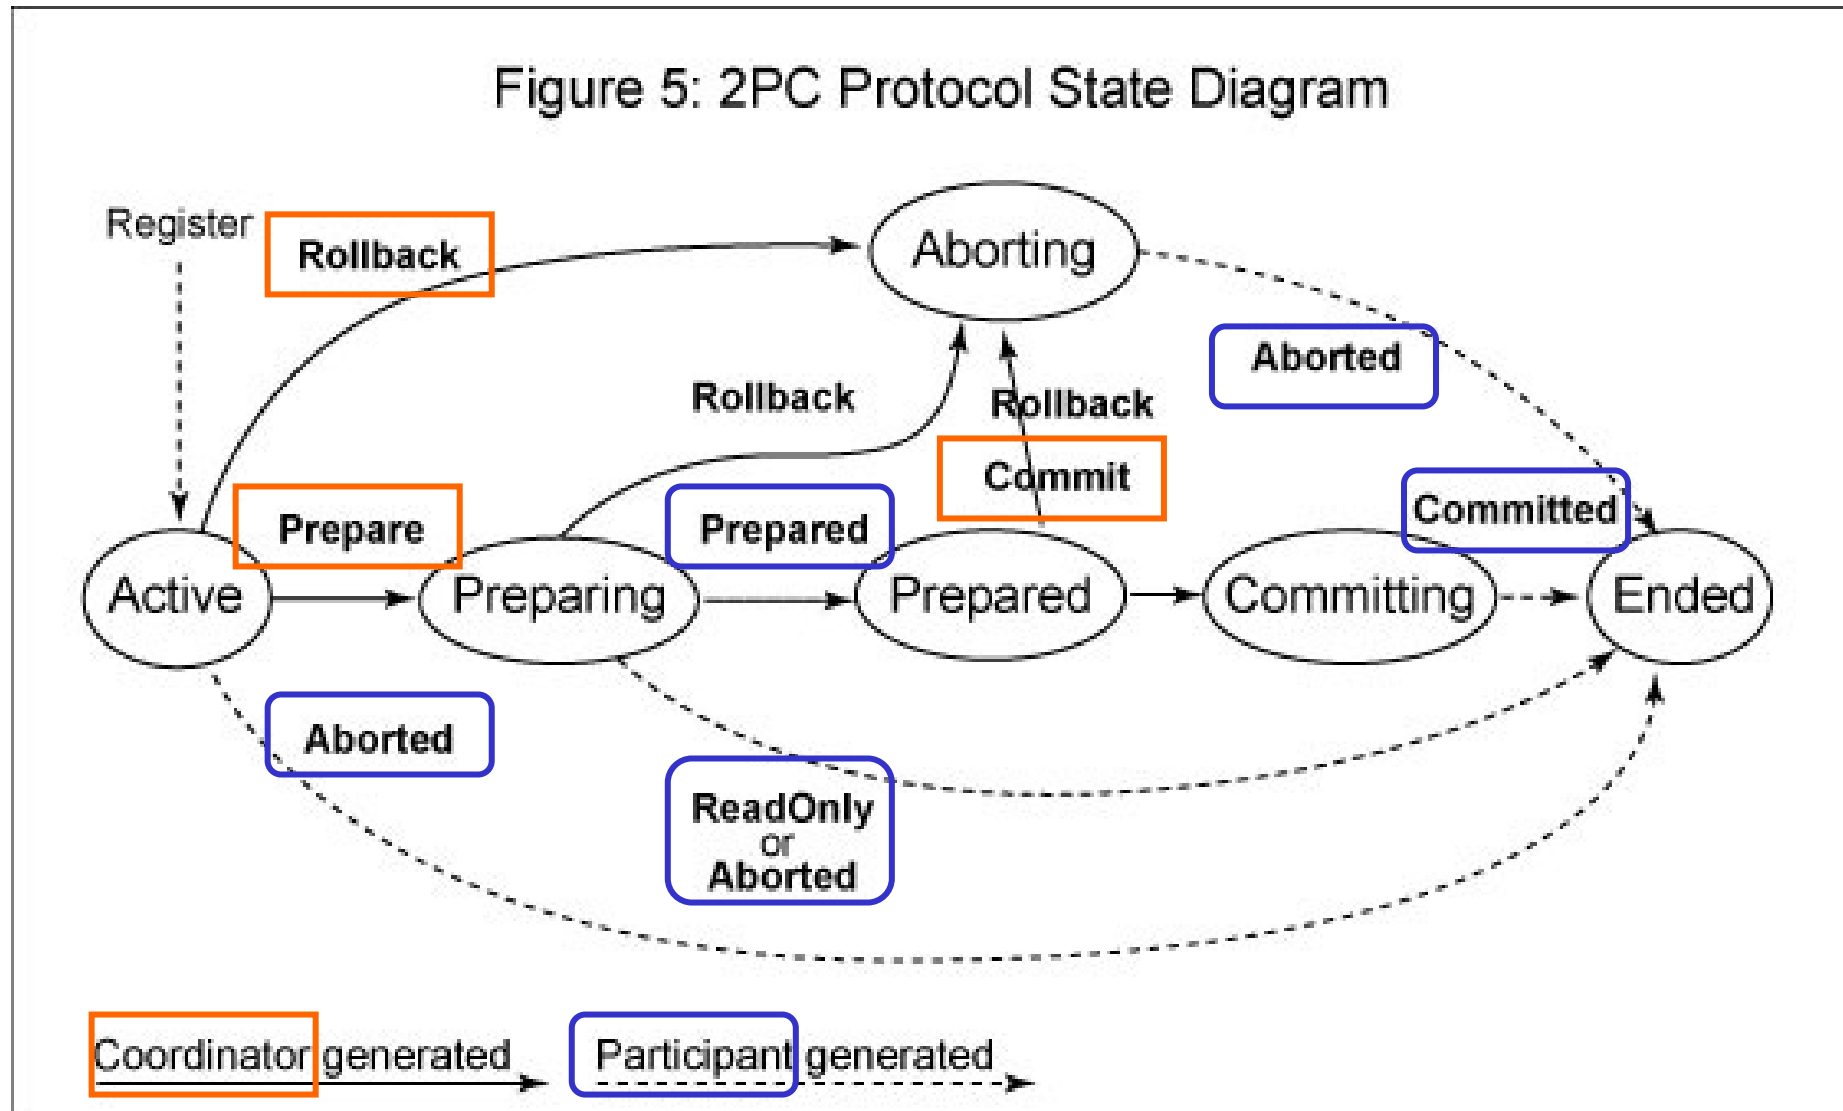 Figure 5: 2PC Protocol State Diagram
Register
Rollback
Aborting
Aborted
Rollback
Rollback
Commit
Prepare
Prepared
Committed
Active
Preparing
Prepared
Committing
Ended
Aborted
ReadOnly
or
Aborted
Coordinator generated
Participant generated